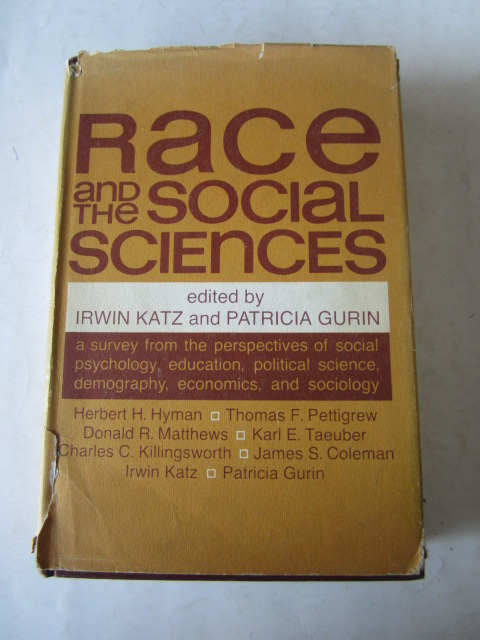 Race
and the Social
Sciences
edited by
IRWIN KATZ and PATRICIA GURIN
a survey from the perspectives of social
psychology, education, political science,
demography, economics, and sociology
Herbert H. Hyman □ Thomas F. Pettigrew
Donald R. Matthews □ Karl E. Taeuber
Charles C. Killingsworth □ James S. Coleman
Irwin Katz □ Patricia Gurin